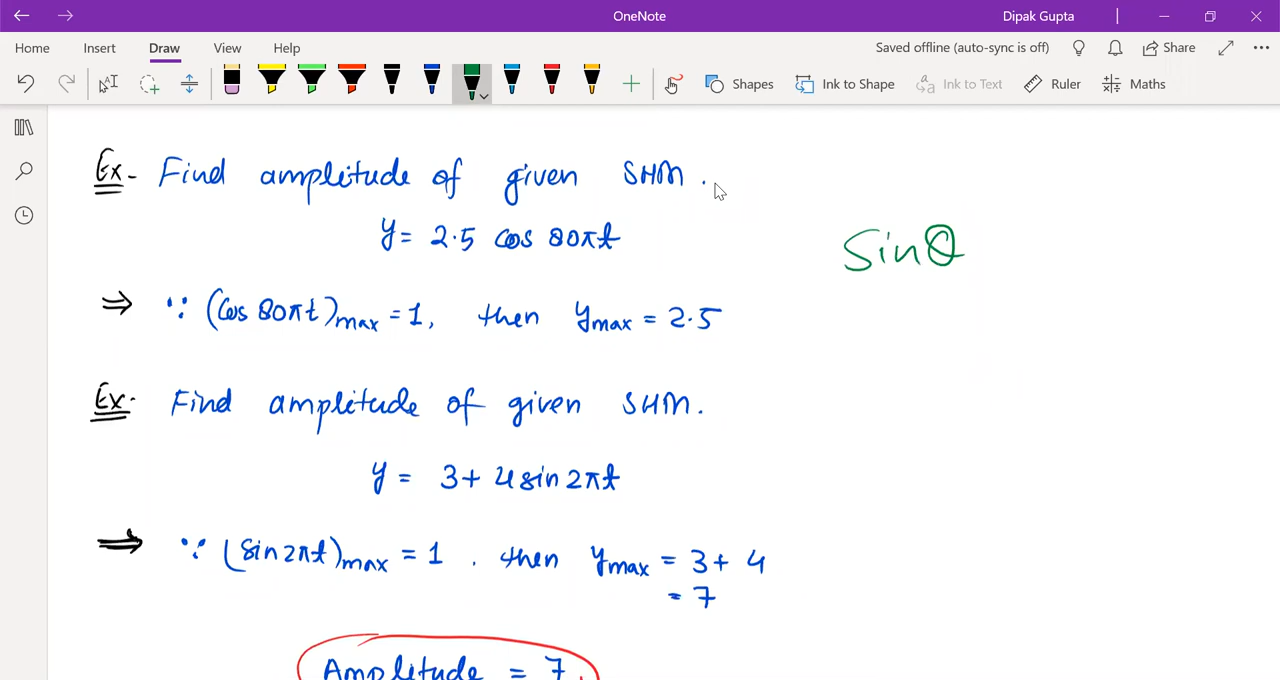 OneNote
Dipak Gupta
Home Insert Draw View Help
Saved offline (auto-sync is off) Share
Shapes Ink to Shape Ink to Text Ruler Maths
Ex- Find amplitude of given SHM.
y = 2.5 cos 80πt
sinθ
⇒ ∵ (cos 80πt)max = 1, then ymax = 2.5
Ex- Find amplitude of given SHM.
y = 3+ 4 sin 2πt
⇒ ∵ (sin 2πt)max = 1 . then ymax = 3+ 4
= 7
Amplitude = 7